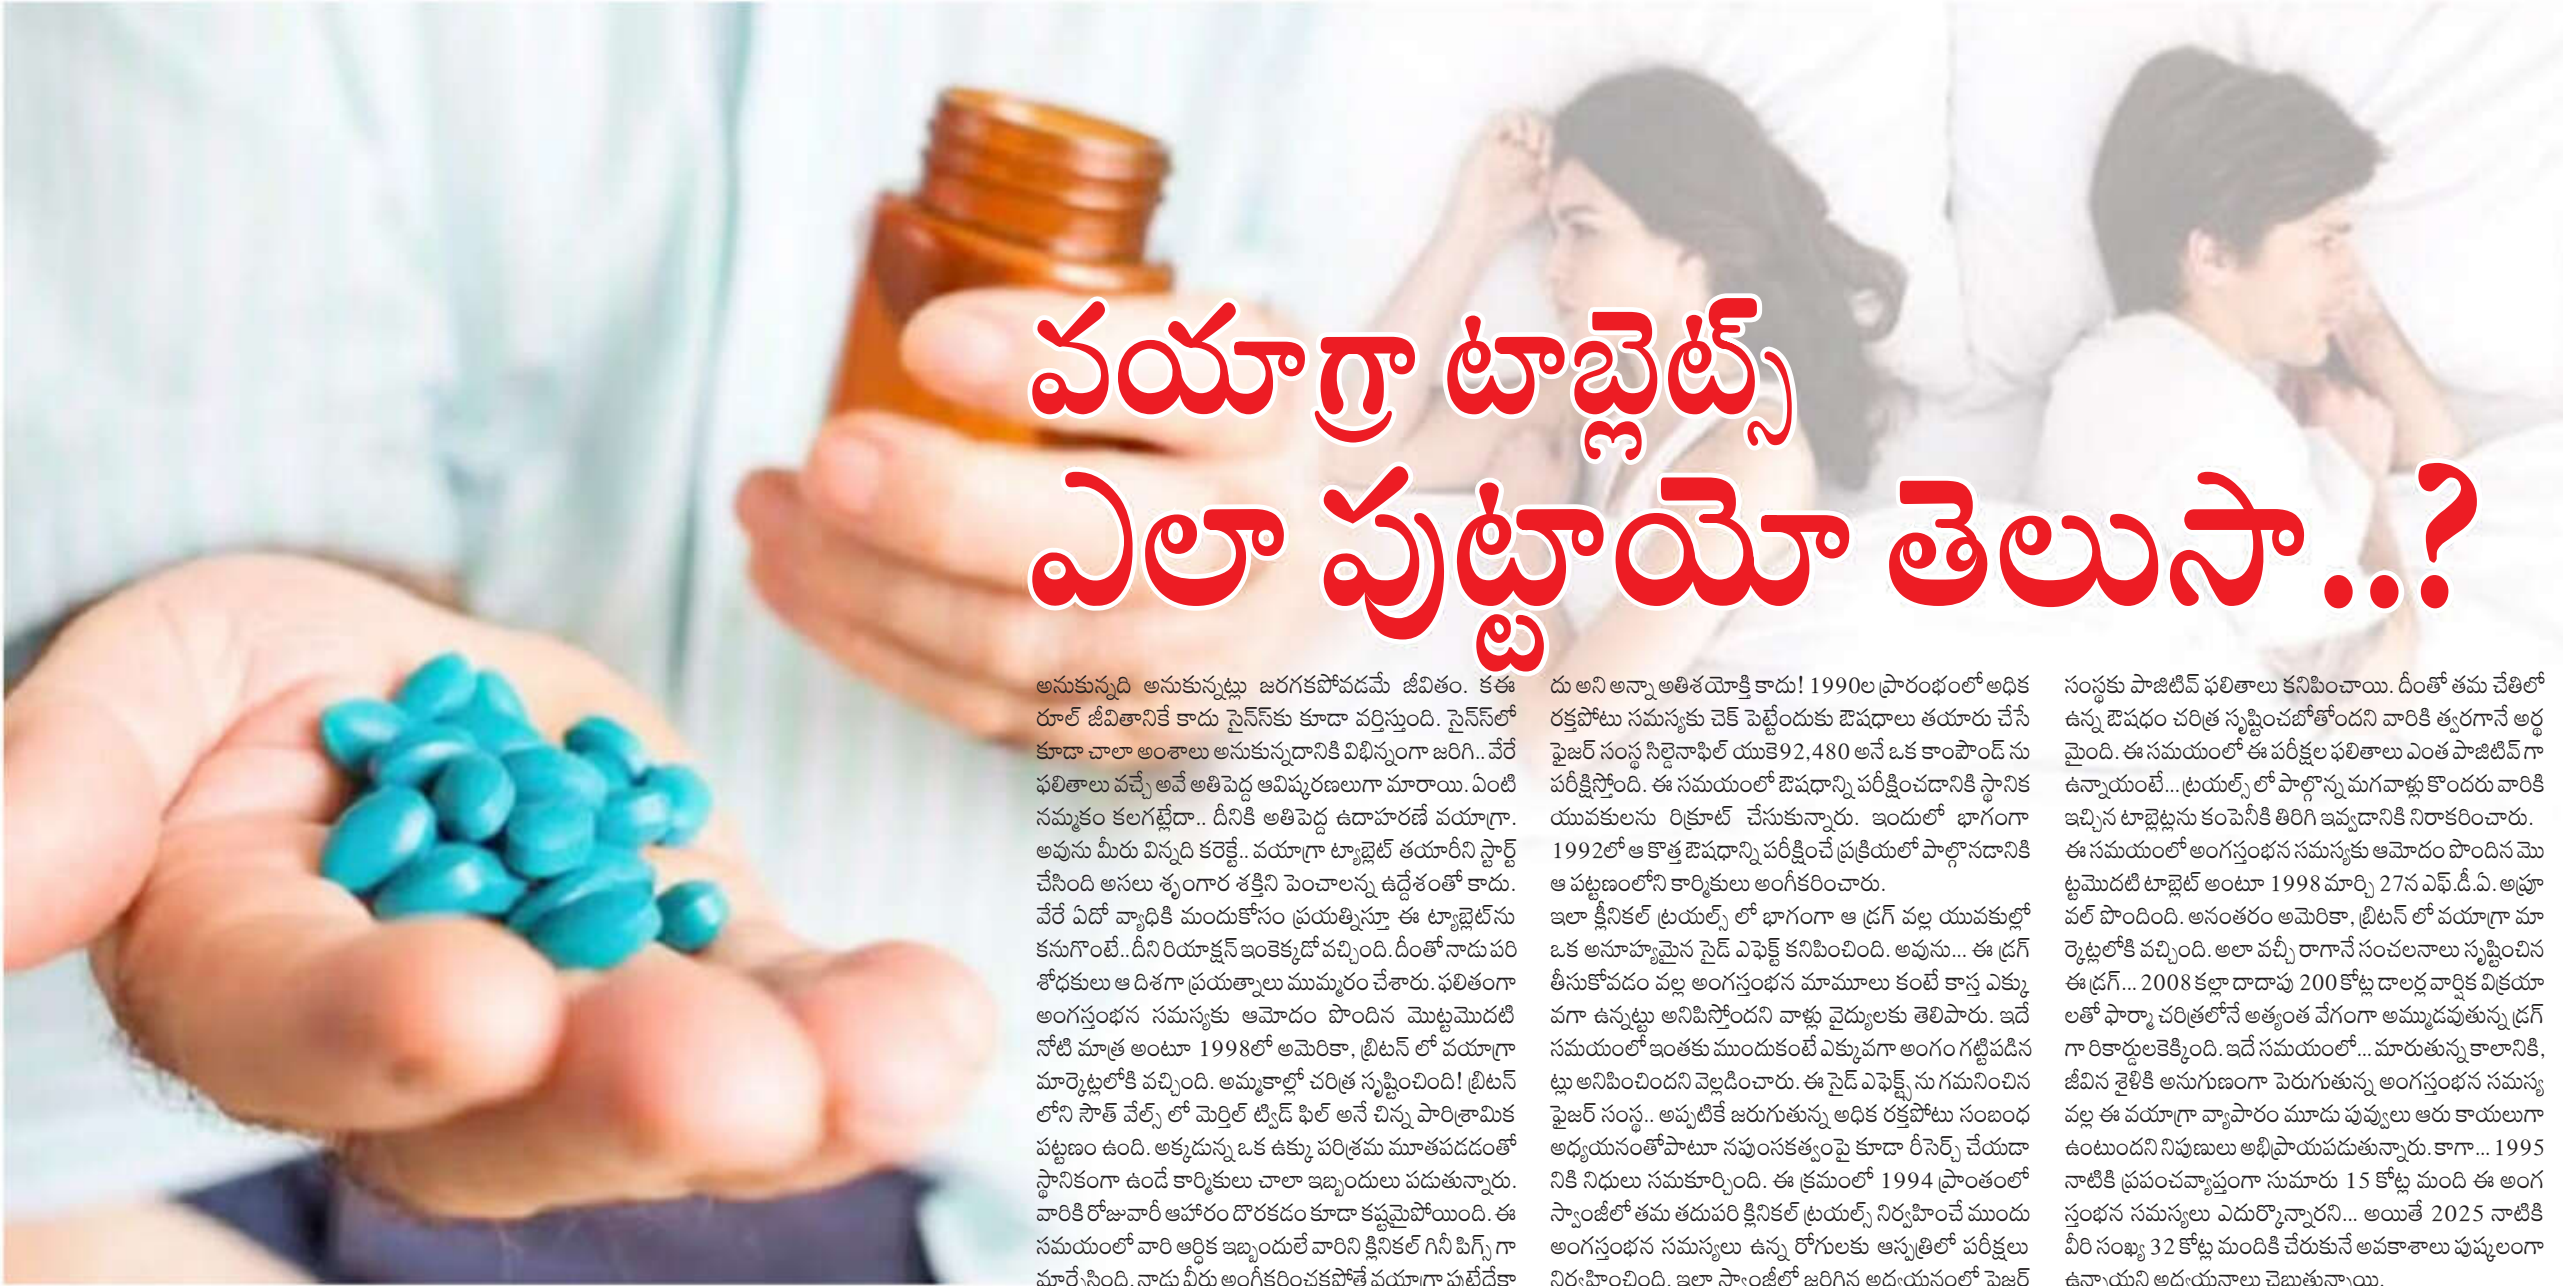 వయాగ్రా టాబ్లెట్స్
ఎలా పుట్టాయో తెలుసా...?
అనుకున్నది అనుకున్నట్లు జరగకపోవడమే జీవితం. కఈ
రూల్ జీవితానికే కాదు సైన్స్‌కు కూడా వర్తిస్తుంది. సైన్స్‌లో
కూడా చాలా అంశాలు అనుకున్నదానికి విభిన్నంగా జరిగి.. వేరే
ఫలితాలు వచ్చే అవే అతిపెద్ద ఆవిష్కరణలుగా మారాయి. ఏంటి
నమ్మకం కలగట్లేదా.. దీనికి అతిపెద్ద ఉదాహరణే వయాగ్రా.
అవును మీరు విన్నది కరెక్టే.. వయాగ్రా ట్యాబ్లెట్ తయారీని స్టార్ట్
చేసింది అసలు శృంగార శక్తిని పెంచాలన్న ఉద్దేశంతో కాదు.
వేరే ఏదో వ్యాధికి మందుకోసం ప్రయత్నిస్తూ ఈ ట్యాబ్లెట్‌ను
కనుగొంటే..దీని రియాక్షన్ ఇంకెక్కడో వచ్చింది.దీంతో నాడు పరి
శోధకులు ఆ దిశగా ప్రయత్నాలు ముమ్మరం చేశారు. ఫలితంగా
అంగస్తంభన సమస్యకు ఆమోదం పొందిన మొట్టమొదటి
నోటి మాత్ర అంటూ 1998లో అమెరికా, బ్రిటన్ లో వయాగ్రా
మార్కెట్లలోకి వచ్చింది. అమ్మకాల్లో చరిత్ర సృష్టించింది! బ్రిటన్
లోని సౌత్ వేల్స్ లో మెర్తిల్ ట్విడ్ ఫిల్ అనే చిన్న పారిశ్రామిక
పట్టణం ఉంది. అక్కడున్న ఒక ఉక్కు పరిశ్రమ మూతపడడంతో
స్థానికంగా ఉండే కార్మికులు చాలా ఇబ్బందులు పడుతున్నారు.
వారికి రోజువారీ ఆహారం దొరకడం కూడా కష్టమైపోయింది. ఈ
సమయంలో వారి ఆర్ధిక ఇబ్బందులే వారిని క్లినికల్ గినీ పిగ్స్ గా
మార్చేసింది. నాడు వీరు అంగీకరించకపోతే వయాగ్రా పుట్టేదేకా
దు అని అన్నా అతిశయోక్తి కాదు! 1990ల ప్రారంభంలో అధిక
రక్తపోటు సమస్యకు చెక్ పెట్టేందుకు ఔషధాలు తయారు చేసే
ఫైజర్ సంస్థ సిల్డెనాఫిల్ యుకె92,480 అనే ఒక కాంపౌండ్ ను
పరీక్షిస్తోంది. ఈ సమయంలో ఔషధాన్ని పరీక్షించడానికి స్థానిక
యువకులను రిక్రూట్ చేసుకున్నారు. ఇందులో భాగంగా
1992లో ఆ కొత్త ఔషధాన్ని పరీక్షించే ప్రక్రియలో పాల్గొనడానికి
ఆ పట్టణంలోని కార్మికులు అంగీకరించారు.
ఇలా క్లినికల్ ట్రయల్స్ లో భాగంగా ఆ డ్రగ్ వల్ల యువకుల్లో
ఒక అనూహ్యమైన సైడ్ ఎఫెక్ట్ కనిపించింది. అవును... ఈ డ్రగ్
తీసుకోవడం వల్ల అంగస్తంభన మామూలు కంటే కాస్త ఎక్కు
వగా ఉన్నట్టు అనిపిస్తోందని వాళ్లు వైద్యులకు తెలిపారు. ఇదే
సమయంలో ఇంతకు ముందుకంటే ఎక్కువగా అంగం గట్టిపడిన
ట్లు అనిపించిందని వెల్లడించారు. ఈ సైడ్ ఎఫెక్ట్స్ ను గమనించిన
ఫైజర్ సంస్థ.. అప్పటికే జరుగుతున్న అధిక రక్తపోటు సంబంధ
అధ్యయనంతోపాటూ నపుంసకత్వంపై కూడా రీసెర్చ్ చేయడా
నికి నిధులు సమకూర్చింది. ఈ క్రమంలో 1994 ప్రాంతంలో
స్వాంజీలో తమ తదుపరి క్లినికల్ ట్రయల్స్ నిర్వహించే ముందు
అంగస్తంభన సమస్యలు ఉన్న రోగులకు ఆస్పత్రిలో పరీక్షలు
నిర్వహించింది. ఇలా స్వాంజీలో జరిగిన అధ్యయనంలో ఫైజర్
సంస్థకు పాజిటివ్ ఫలితాలు కనిపించాయి. దీంతో తమ చేతిలో
ఉన్న ఔషధం చరిత్ర సృష్టించబోతోందని వారికి త్వరగానే అర్థ
మైంది. ఈ సమయంలో ఈ పరీక్షల ఫలితాలు ఎంత పాజిటివ్ గా
ఉన్నాయంటే... ట్రయల్స్ లో పాల్గొన్న మగవాళ్లు కొందరు వారికి
ఇచ్చిన టాబ్లెట్లను కంపెనీకి తిరిగి ఇవ్వడానికి నిరాకరించారు.
ఈ సమయంలో అంగస్తంభన సమస్యకు ఆమోదం పొందిన మొ
ట్టమొదటి టాబ్లెట్ అంటూ 1998 మార్చి 27న ఎఫ్.డీ.ఏ. అప్రూ
వల్ పొందింది. అనంతరం అమెరికా, బ్రిటన్ లో వయాగ్రా మా
ర్కెట్లలోకి వచ్చింది. అలా వచ్చీ రాగానే సంచలనాలు సృష్టించిన
ఈ డ్రగ్... 2008 కల్లా దాదాపు 200 కోట్ల డాలర్ల వార్షిక విక్రయా
లతో ఫార్మా చరిత్రలోనే అత్యంత వేగంగా అమ్ముడవుతున్న డ్రగ్
గా రికార్డులకెక్కింది. ఇదే సమయంలో... మారుతున్న కాలానికి,
జీవిన శైలికి అనుగుణంగా పెరుగుతున్న అంగస్తంభన సమస్య
వల్ల ఈ వయాగ్రా వ్యాపారం మూడు పువ్వులు ఆరు కాయలుగా
ఉంటుందని నిపుణులు అభిప్రాయపడుతున్నారు. కాగా... 1995
నాటికి ప్రపంచవ్యాప్తంగా సుమారు 15 కోట్ల మంది ఈ అంగ
స్తంభన సమస్యలు ఎదుర్కొన్నారని... అయితే 2025 నాటికి
వీరి సంఖ్య 32 కోట్ల మందికి చేరుకునే అవకాశాలు పుష్కలంగా
ఉన్నాయని అధ్యయనాలు చెబుతున్నాయి.